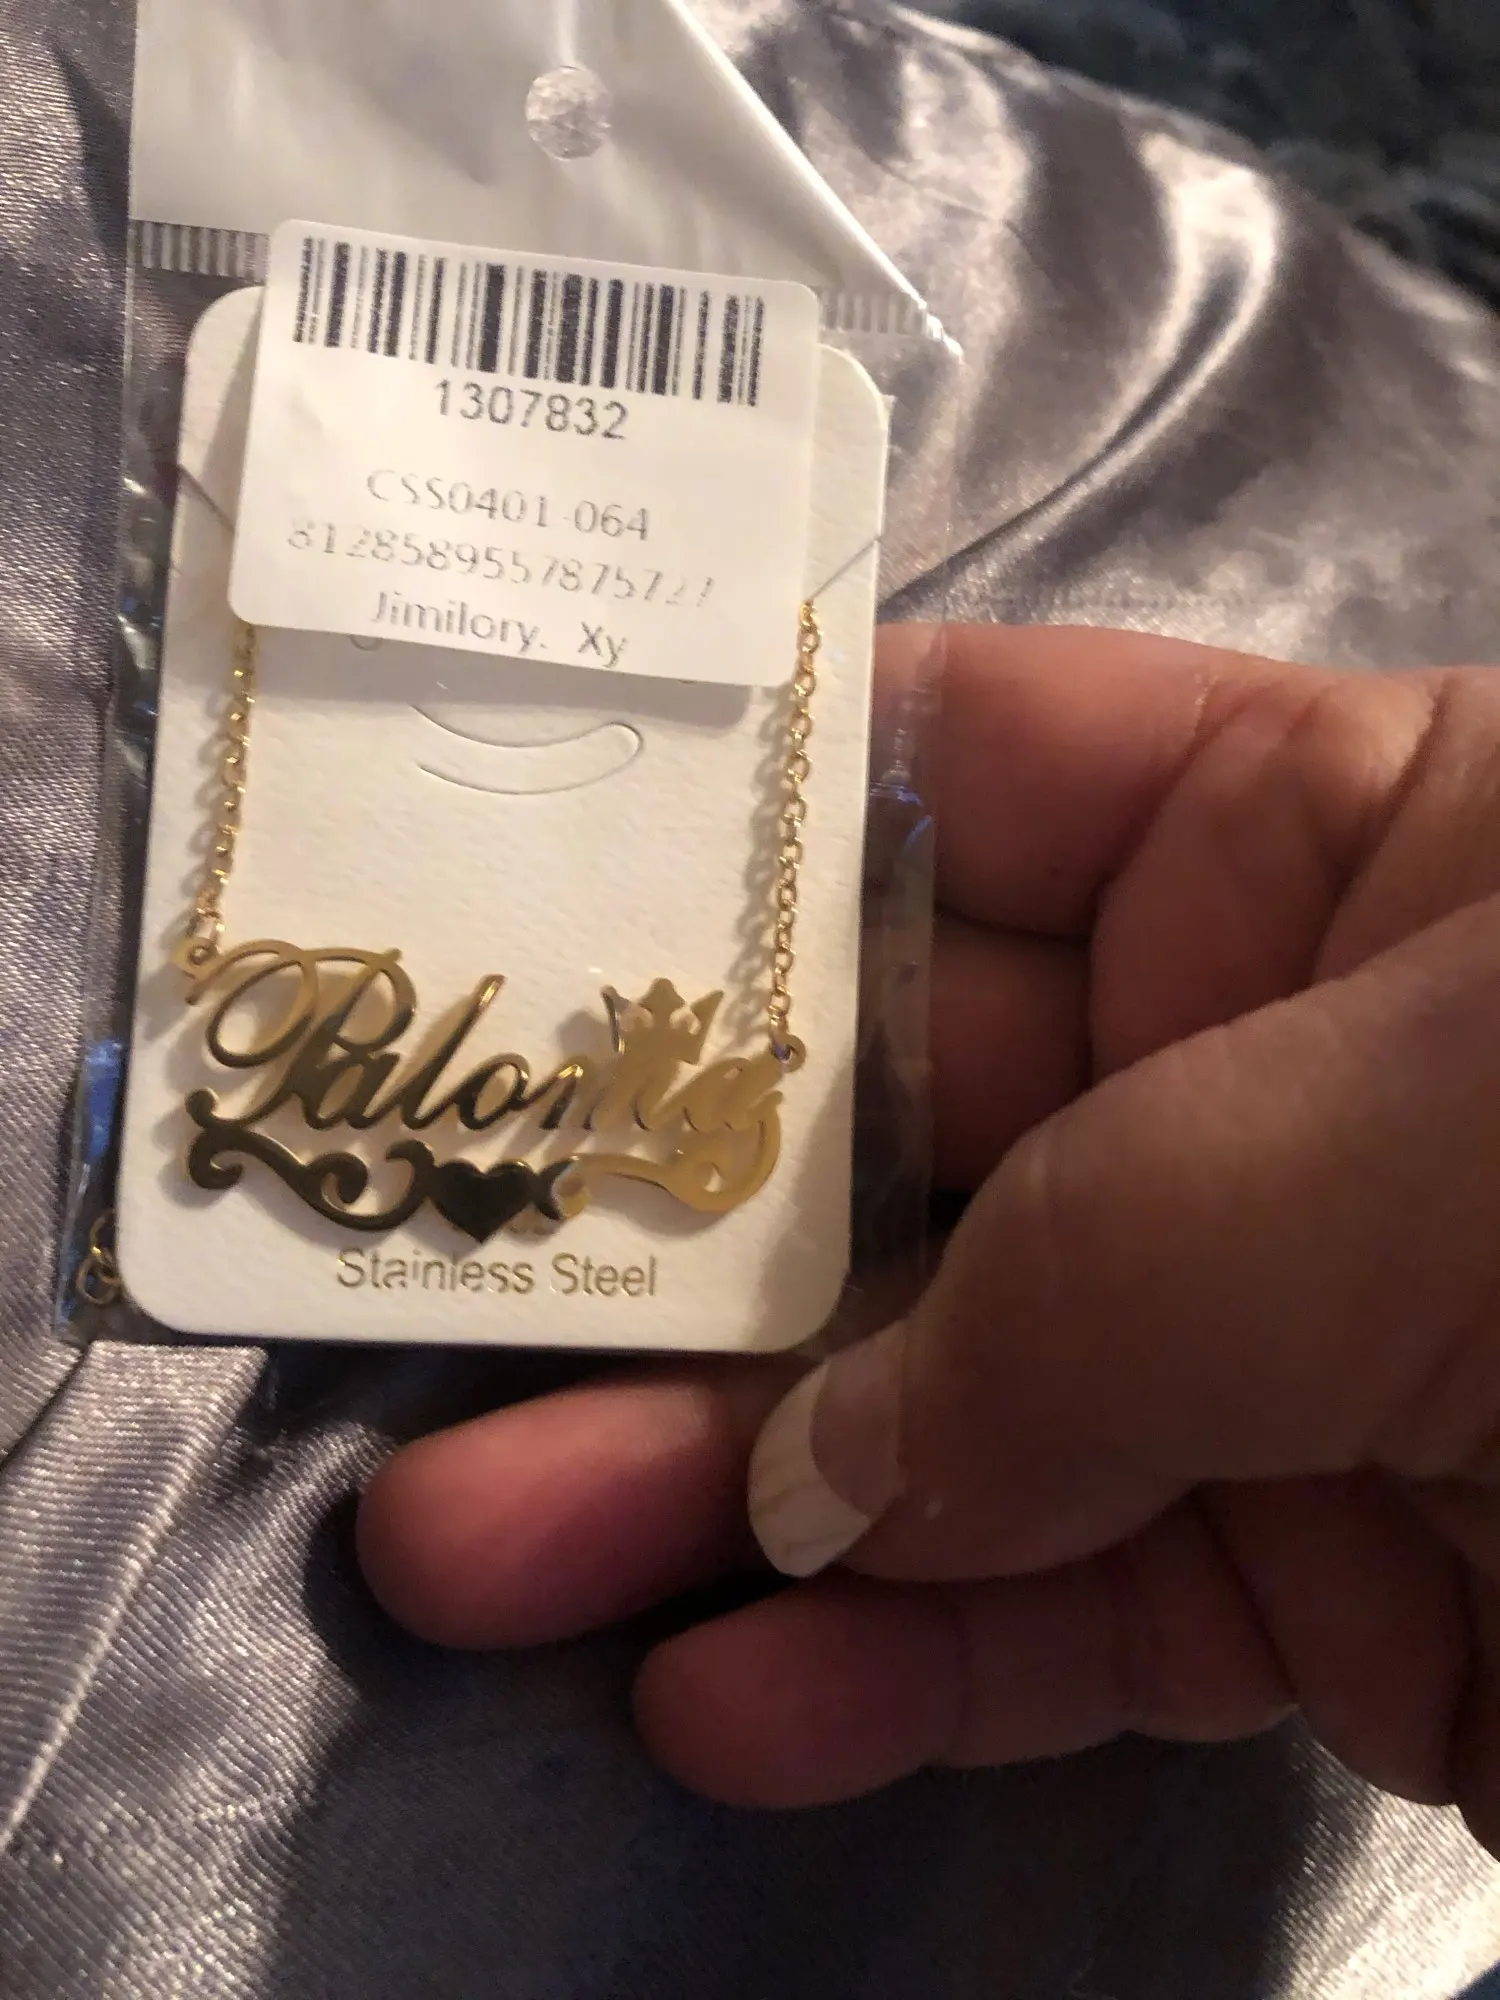 1307832
CSS0401-064
8128589557875727
Jimilory. Xy
Paloma
Stainless Steel